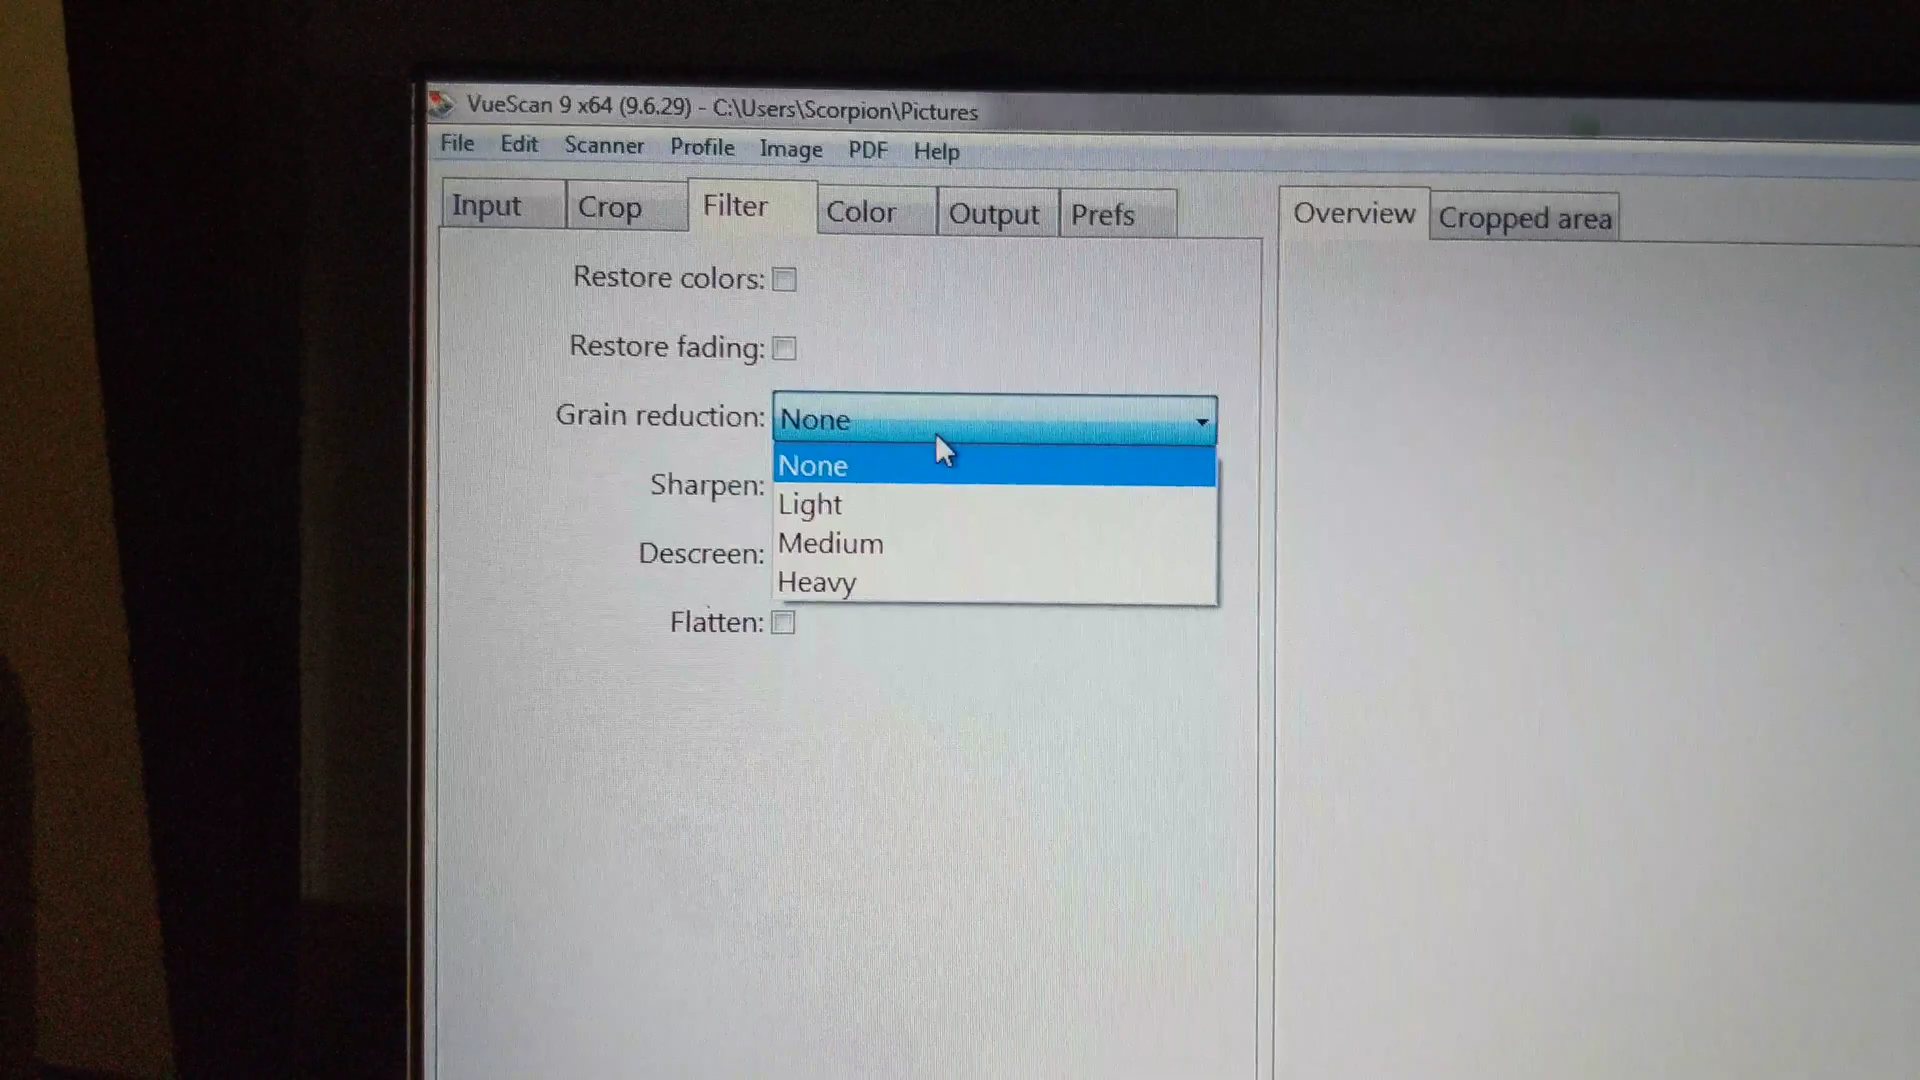 VueScan 9 x64 (9.6.29) - C:\Users\Scorpion\Pictures
File Edit Scanner Profile Image PDF Help
Input Crop Filter Color Output Prefs
Overview Cropped area
Restore colors:
Restore fading:
Grain reduction: None
None
Sharpen:
Light
Medium
Descreen:
Heavy
Flatten: